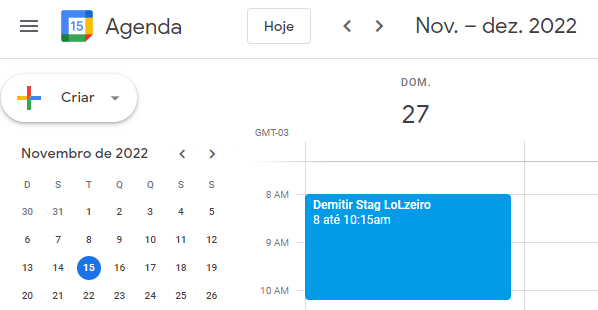 15 Agenda Hoje Nov. – dez. 2022
Criar
DOM.
27
GMT-03
Novembro de 2022
D S T Q Q S S
30 31 1 2 3 4 5
6 7 8 9 10 11 12
13 14 15 16 17 18 19
20 21 22 23 24 25 26
8 AM
Demitir Stag LoLzeiro
8 até 10:15am
9 AM
10 AM